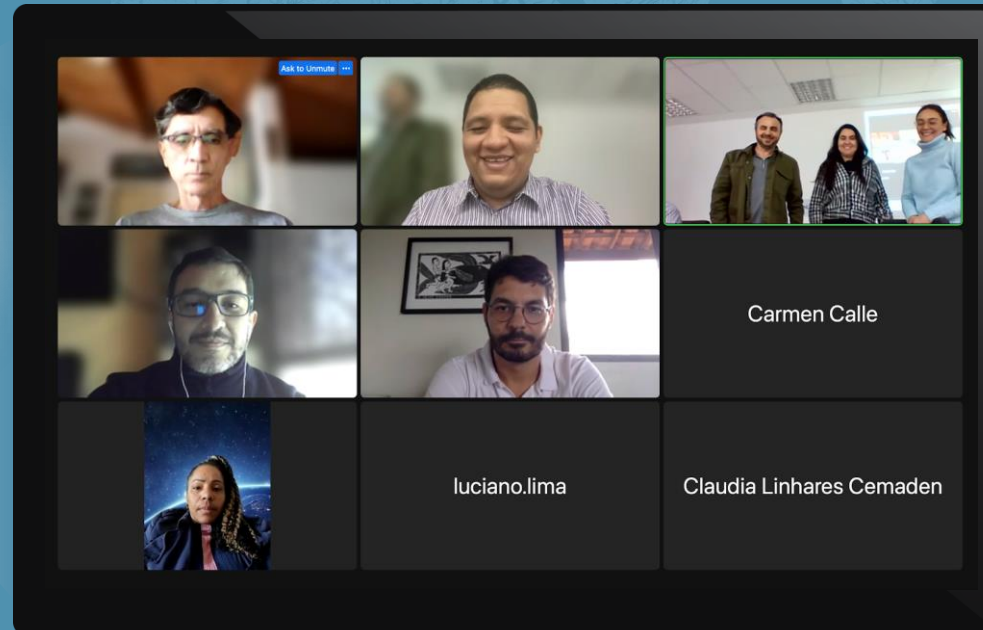 Ask to Unmute ...
Carmen Calle
luciano.lima
Claudia Linhares Cemaden